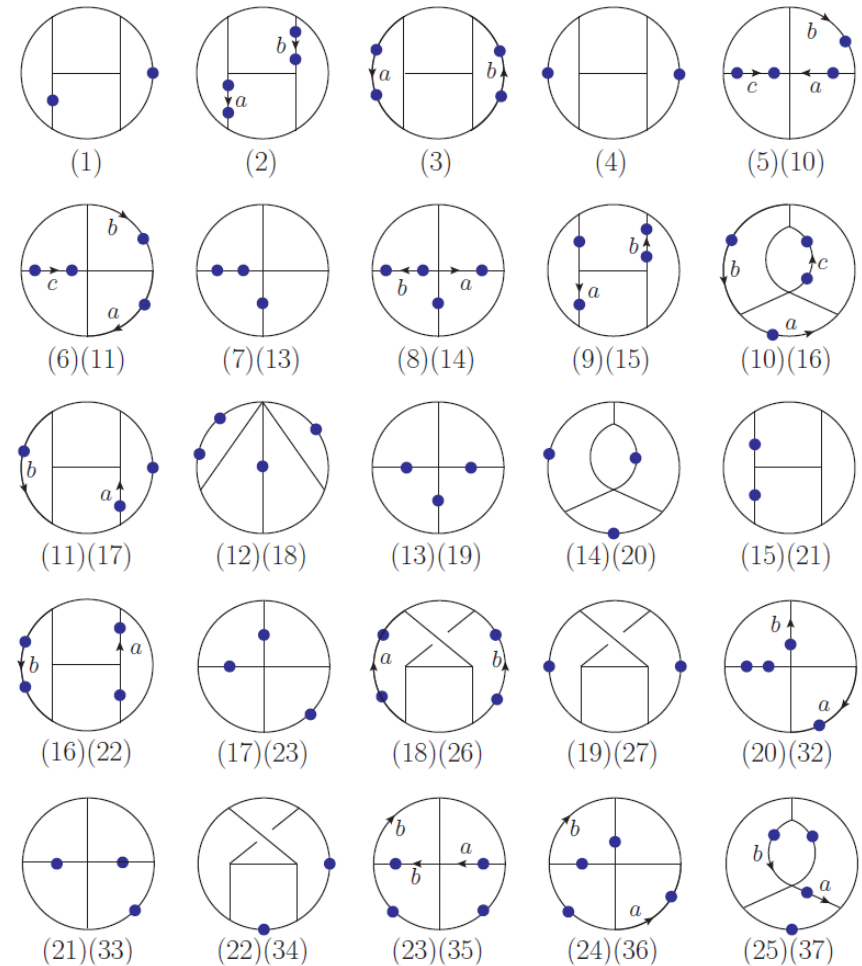 b
a
a
b
b
c
a
(1)
(2)
(3)
(4)
(5)(10)
b
c
a
b
a
b
a
b
c
a
(6)(11)
(7)(13)
(8)(14)
(9)(15)
(10)(16)
b
a
(11)(17)
(12)(18)
(13)(19)
(14)(20)
(15)(21)
b
a
a
b
b
a
(16)(22)
(17)(23)
(18)(26)
(19)(27)
(20)(32)
b
b
a
b
a
b
a
(21)(33)
(22)(34)
(23)(35)
(24)(36)
(25)(37)